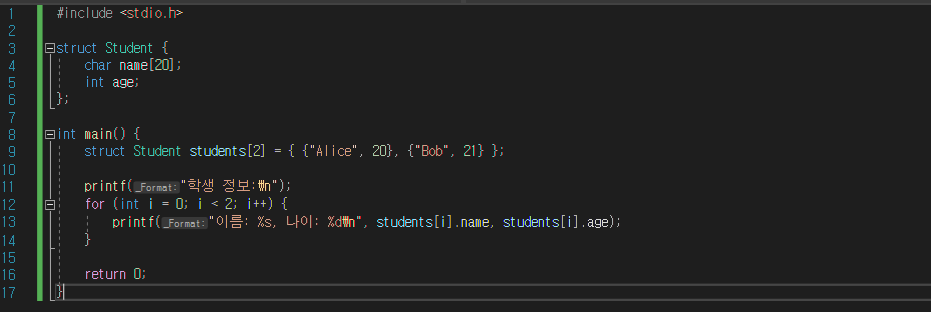 1 #include <stdio.h>
2
3 struct Student {
4 char name[20];
5 int age;
6 };
7
8 int main() {
9 struct Student students[2] = { {"Alice", 20}, {"Bob", 21} };
10
11 printf(_Format:"학생 정보:₩n");
12 for (int i = 0; i < 2; i++) {
13 printf(_Format:"이름: %s, 나이: %d₩n", students[i].name, students[i].age);
14 }
15
16 return 0;
17 }